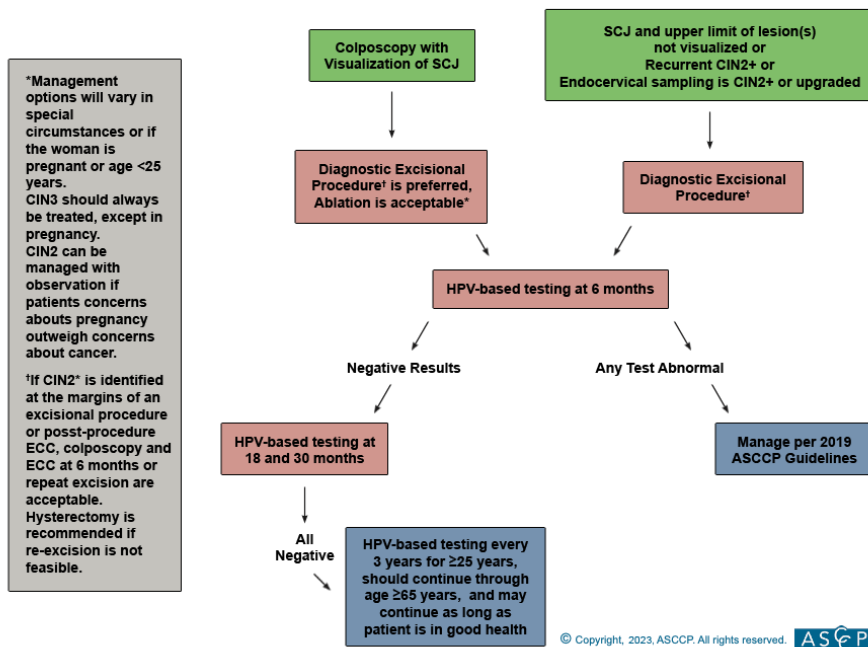 Colposcopy with
Visualization of SCJ
SCJ and upper limit of lesion(s)
not visualized or
Recurrent CIN2+ or
Endocervical sampling is CIN2+ or upgraded
*Management
options will vary in
special
circumstances or if
the woman is
pregnant or age <25
years.
CIN3 should always
be treated, except in
pregnancy.
CIN2 can be
managed with
observation if
patients concerns
abouts pregnancy
outweigh concerns
about cancer.
†If CIN2* is identified
at the margins of an
excisional procedure
or posst-procedure
ECC, colposcopy and
ECC at 6 months or
repeat excision are
acceptable.
Hysterectomy is
recommended if
re-excision is not
feasible.
Diagnostic Excisional
Procedure† is preferred,
Ablation is acceptable*
Diagnostic Excisional
Procedure†
HPV-based testing at 6 months
Negative Results
Any Test Abnormal
HPV-based testing at
18 and 30 months
Manage per 2019
ASCCP Guidelines
All
Negative
HPV-based testing every
3 years for ≥25 years,
should continue through
age ≥65 years, and may
continue as long as
patient is in good health
© Copyright, 2023, ASCCP. All rights reserved.
ASCCP